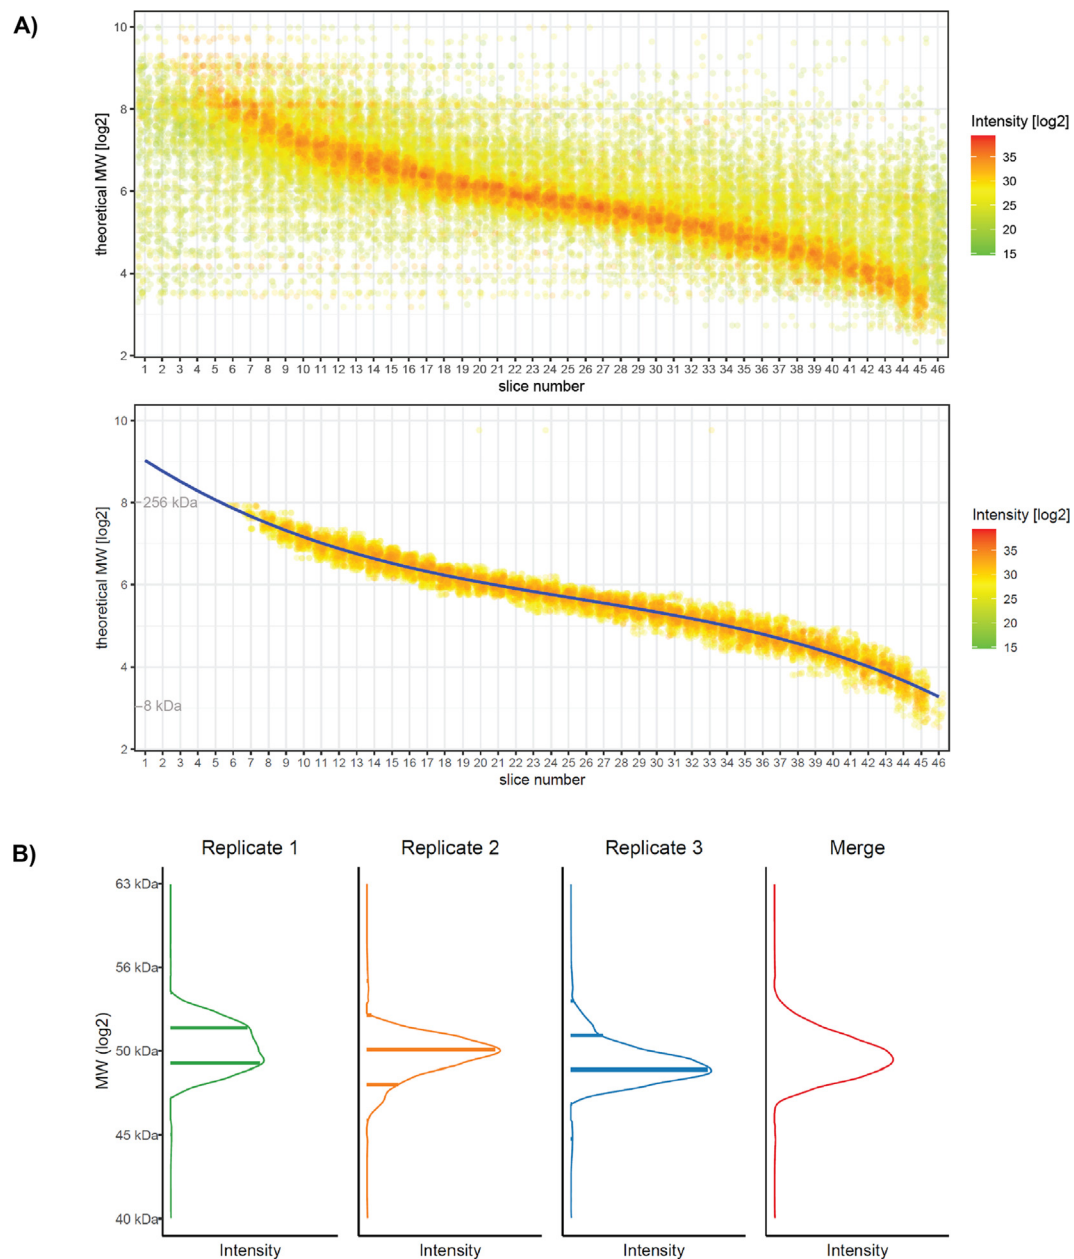 A)
10
8
6
4
2
theoretical MW [log2]
1 2 3 4 5 6 7 8 9 10 11 12 13 14 15 16 17 18 19 20 21 22 23 24 25 26 27 28 29 30 31 32 33 34 35 36 37 38 39 40 41 42 43 44 45 46
slice number
Intensity [log2]
35
30
25
20
15
10
8
6
4
2
256 kDa
8 kDa
theoretical MW [log2]
1 2 3 4 5 6 7 8 9 10 11 12 13 14 15 16 17 18 19 20 21 22 23 24 25 26 27 28 29 30 31 32 33 34 35 36 37 38 39 40 41 42 43 44 45 46
slice number
Intensity [log2]
35
30
25
20
15
B)
Replicate 1 Replicate 2 Replicate 3 Merge
63 kDa
56 kDa
50 kDa
45 kDa
40 kDa
MW (log2)
Intensity Intensity Intensity Intensity